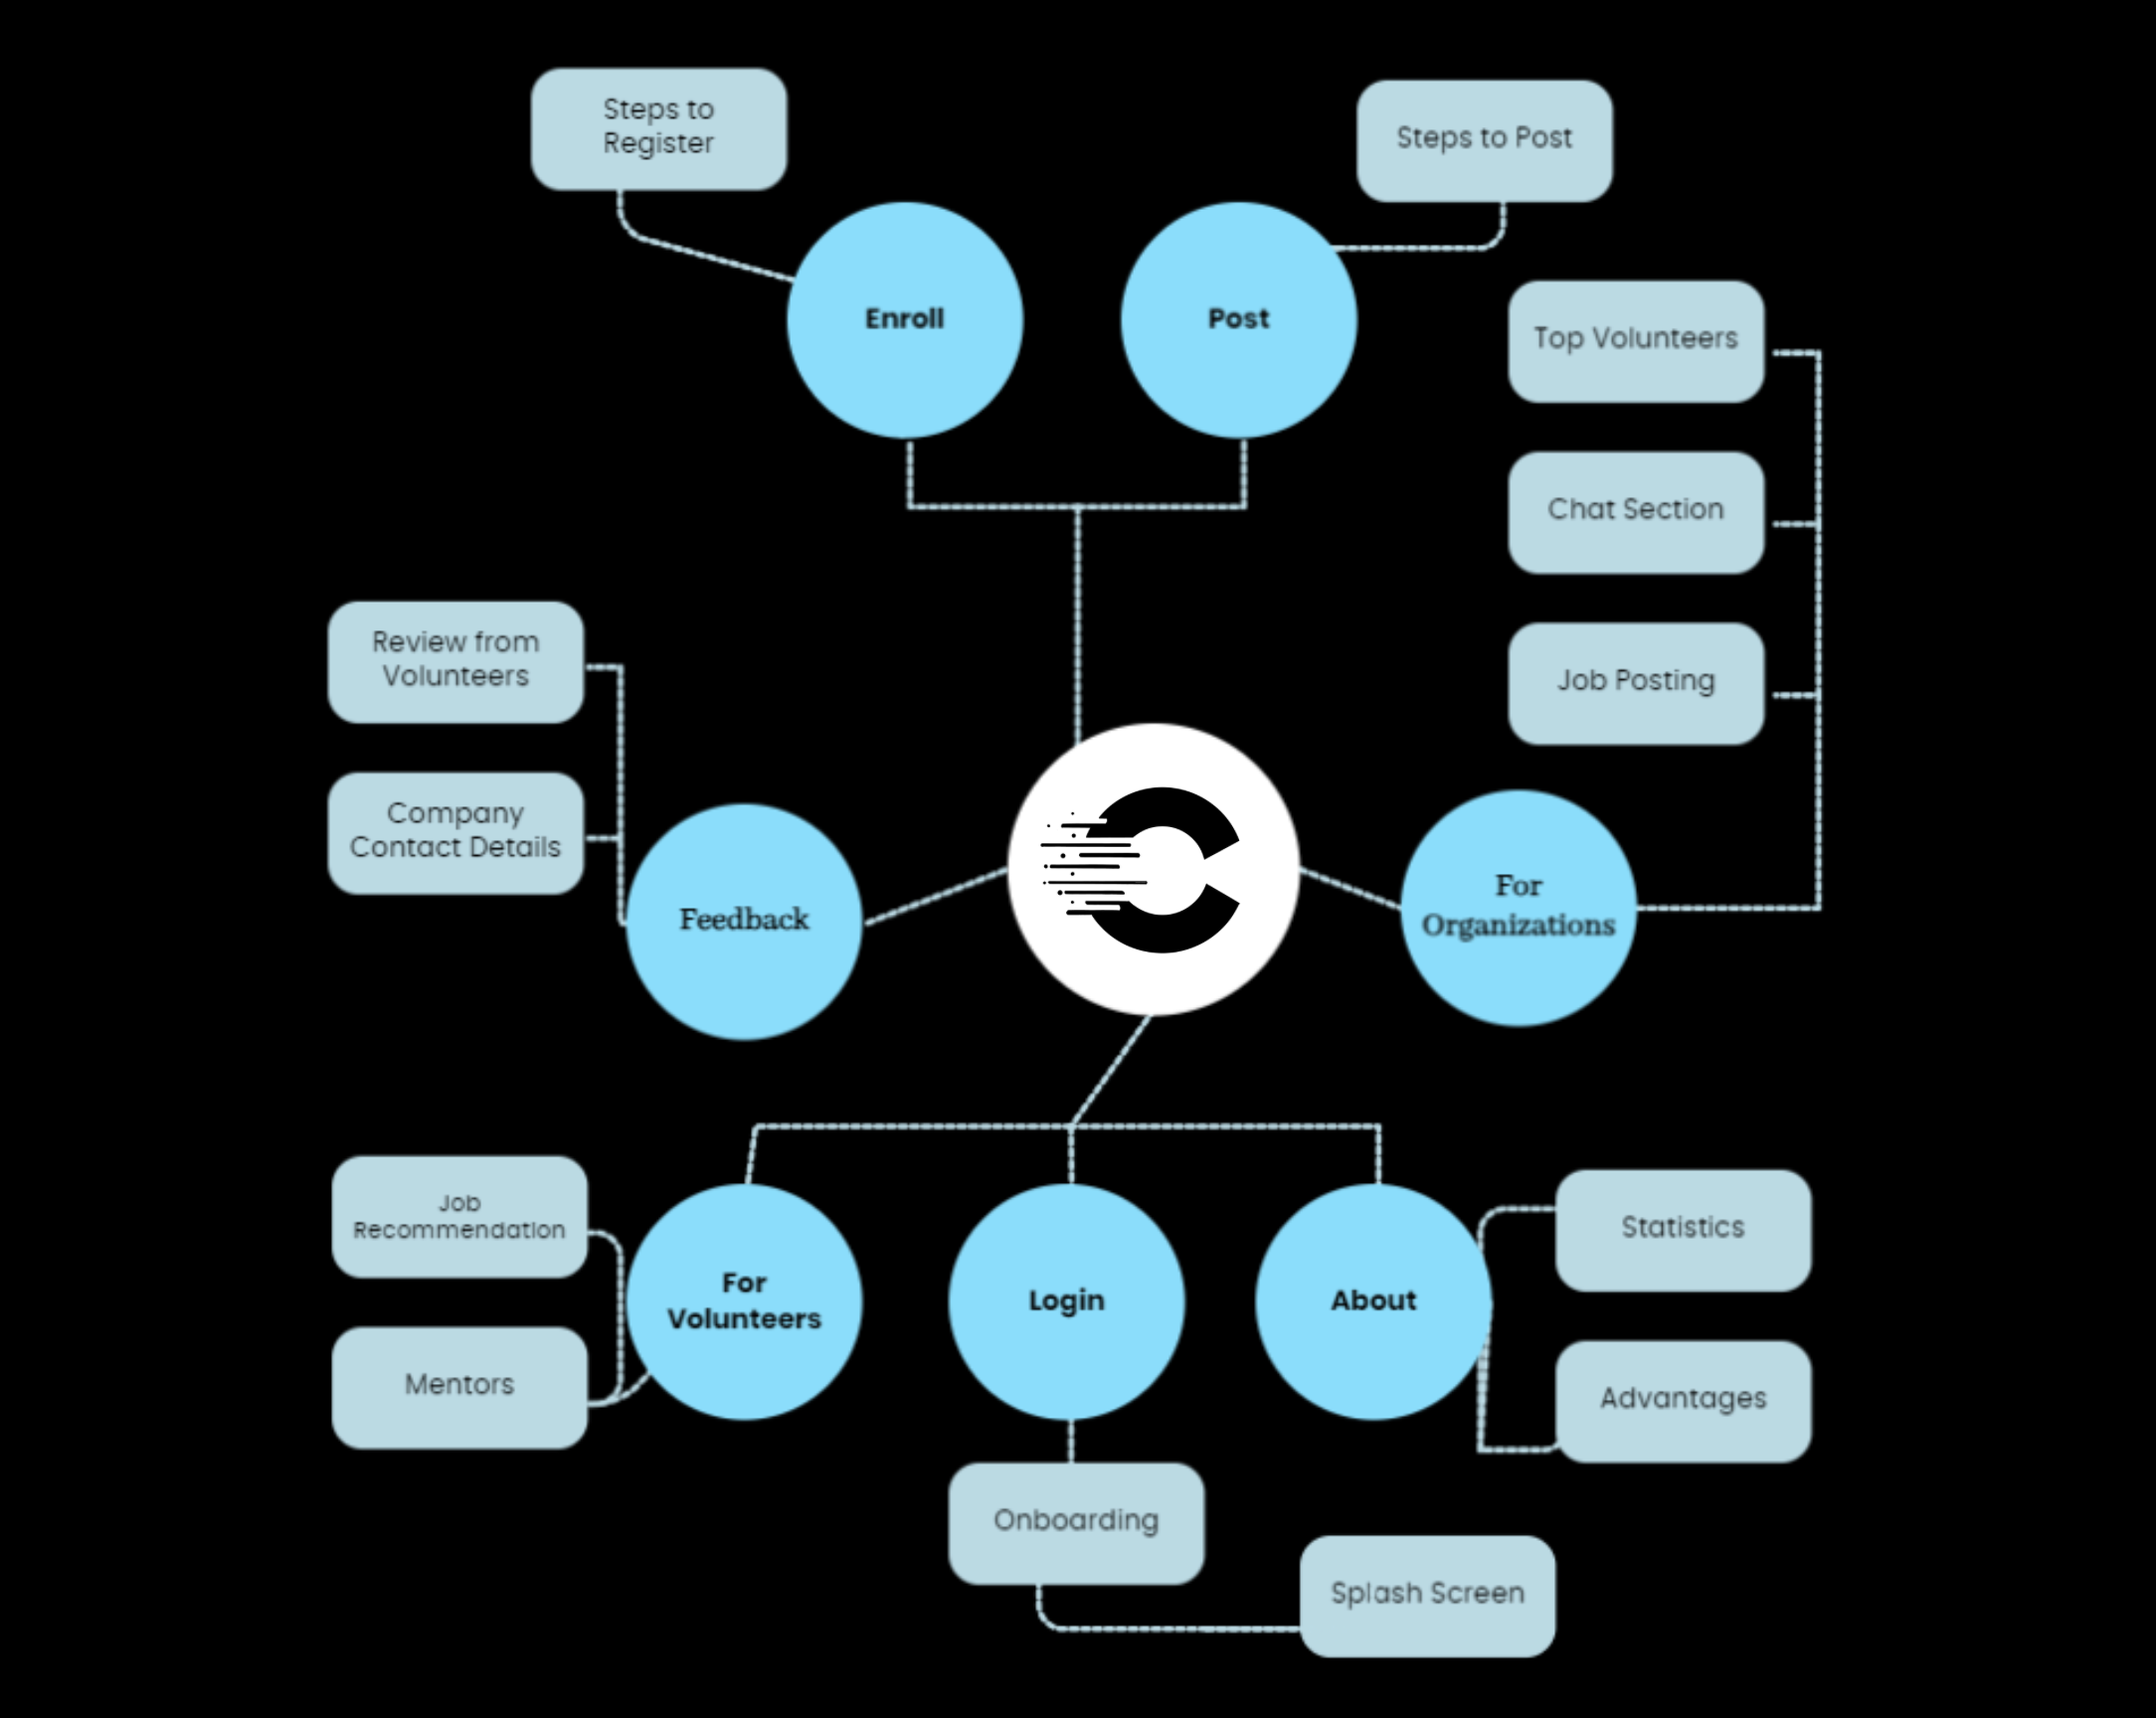 Steps to
Register
Steps to Post
Enroll
Post
Top Volunteers
Chat Section
Job Posting
Review from
Volunteers
Company
Contact Details
Feedback
For
Organizations
Job
Recommendation
Mentors
For
Volunteers
Login
About
Statistics
Advantages
Onboarding
Splash Screen